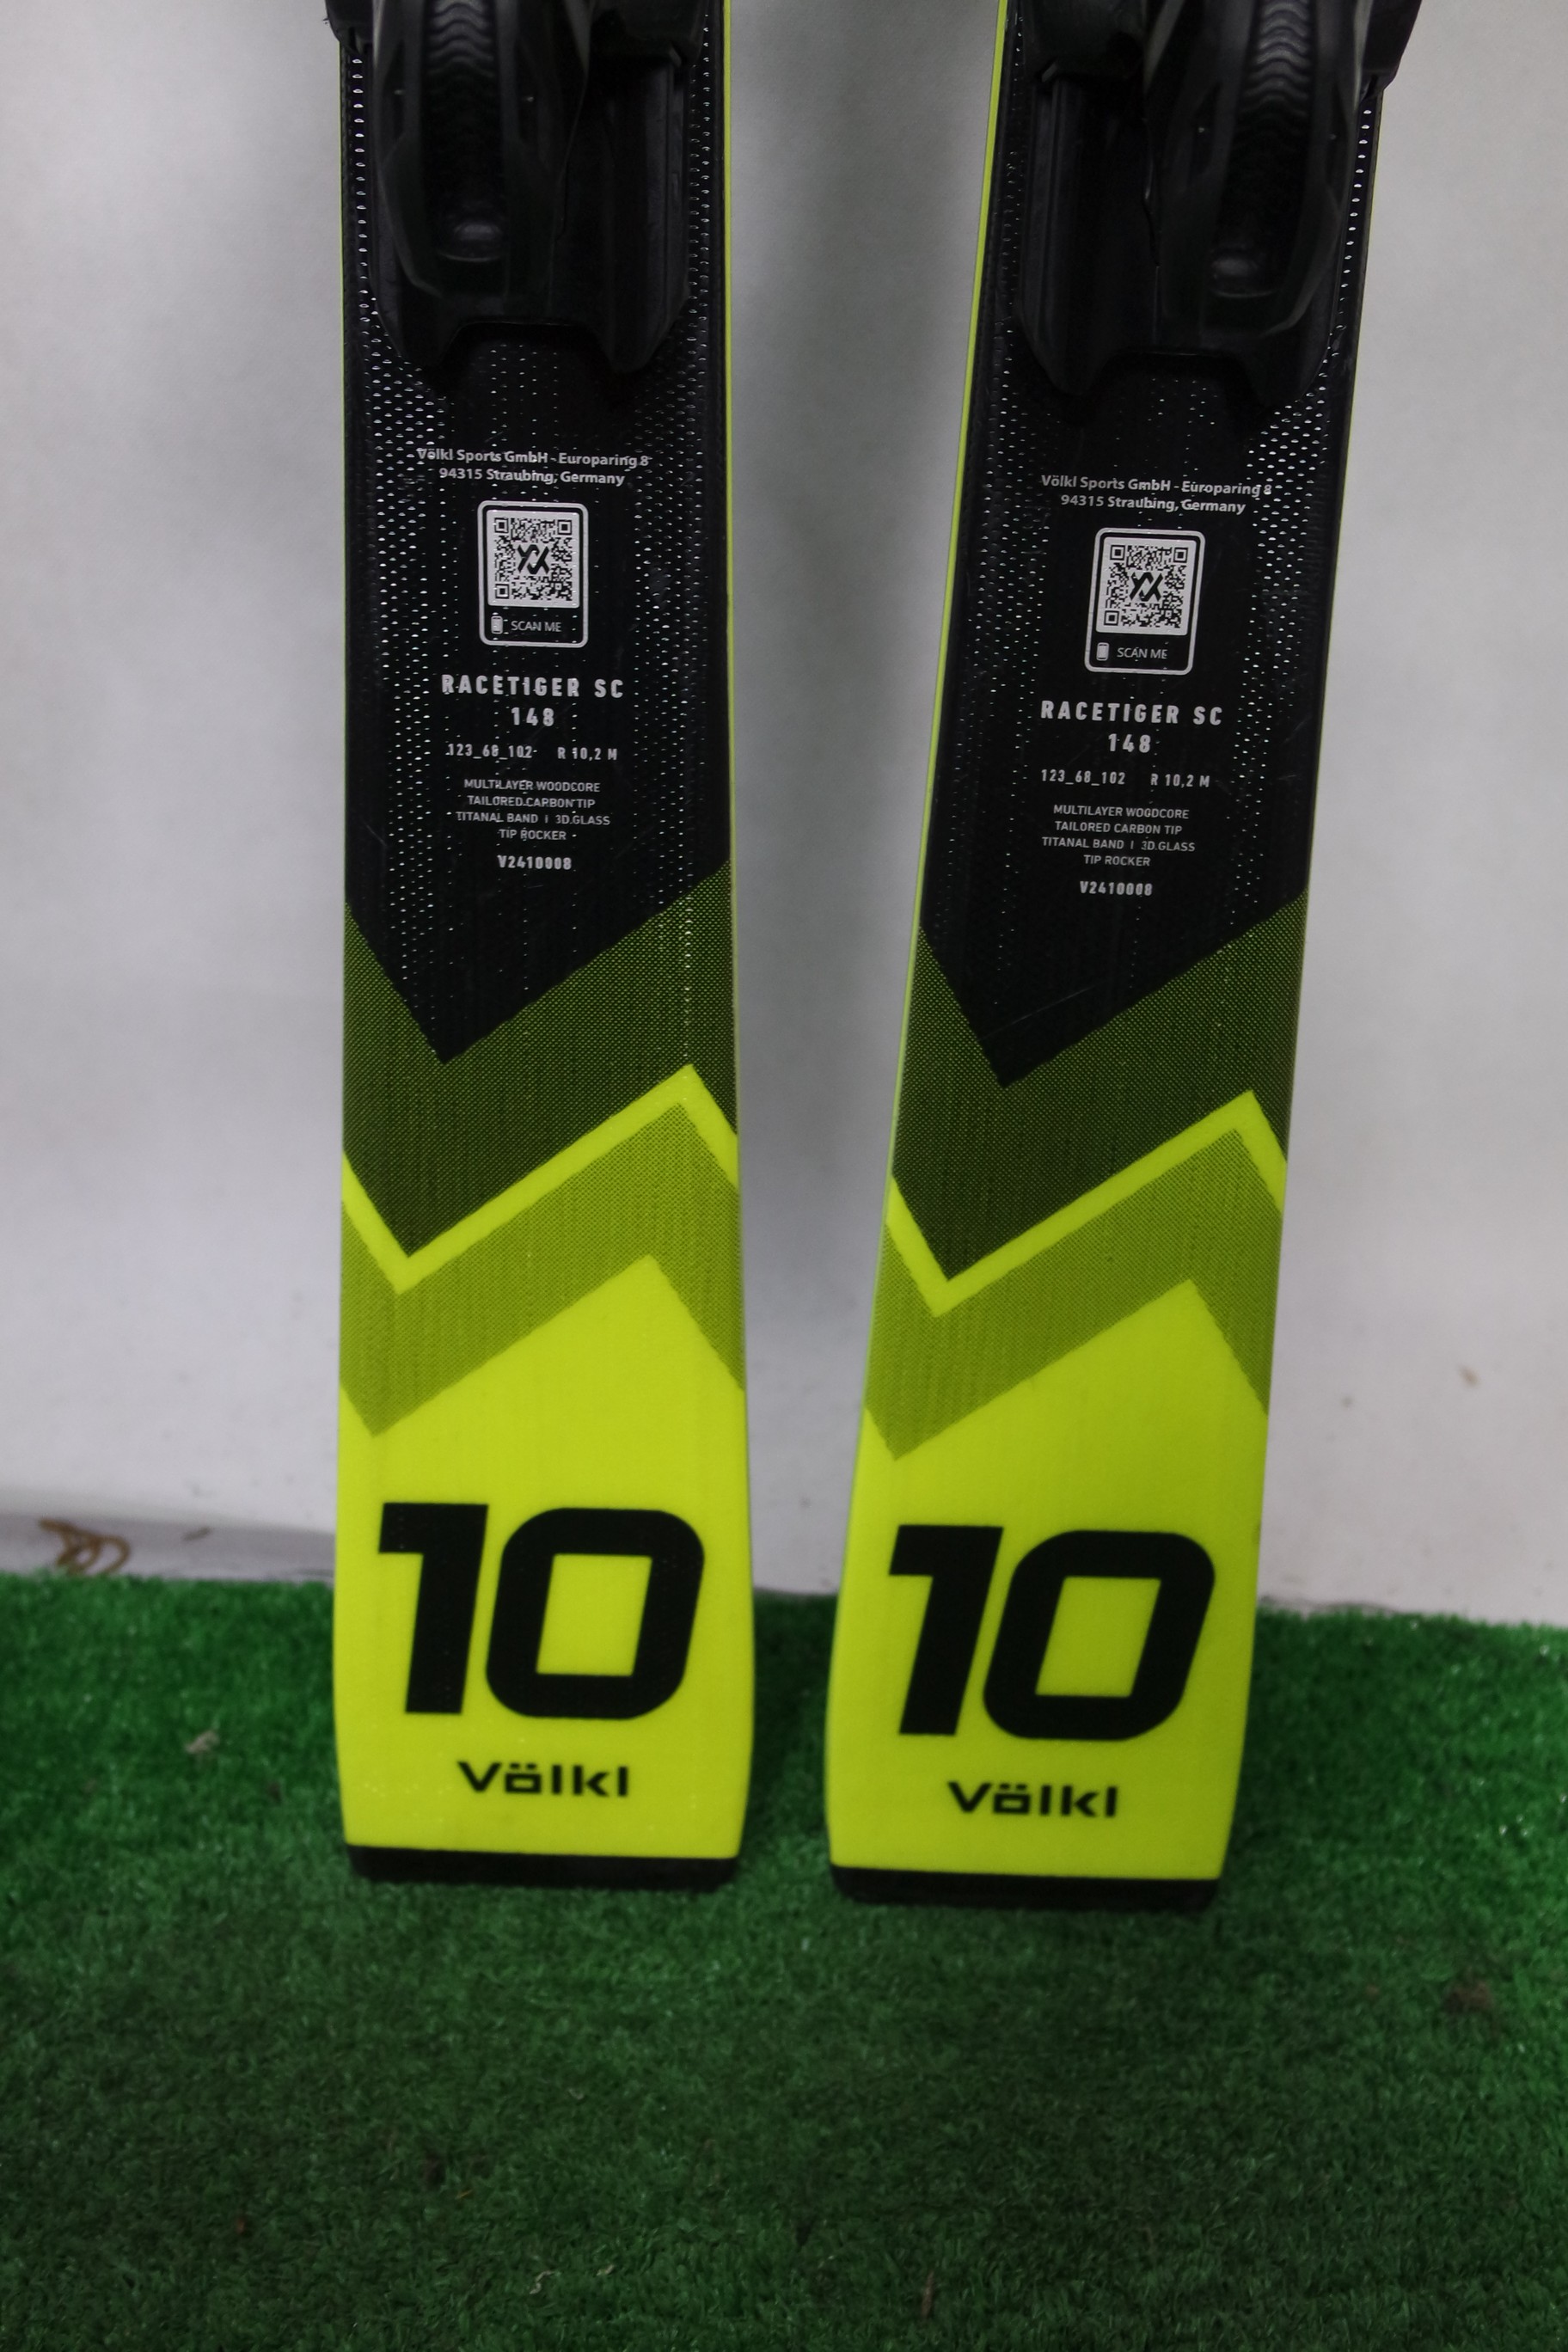 Völkl Sports GmbH - Europaring 8
94315 Straubing, Germany
SCAN ME
RACETIGER SC
148
123_68_102 R 10,2 M
MULTILAYER WOODCORE
TAILORED CARBON TIP
TITANAL BAND | 3D.GLASS
TIP ROCKER
V2410008
10
Völkl
Völkl Sports GmbH - Europaring 8
94315 Straubing, Germany
SCAN ME
RACETIGER SC
148
123_68_102 R 10,2 M
MULTILAYER WOODCORE
TAILORED CARBON TIP
TITANAL BAND | 3D.GLASS
TIP ROCKER
V2410008
10
Völkl